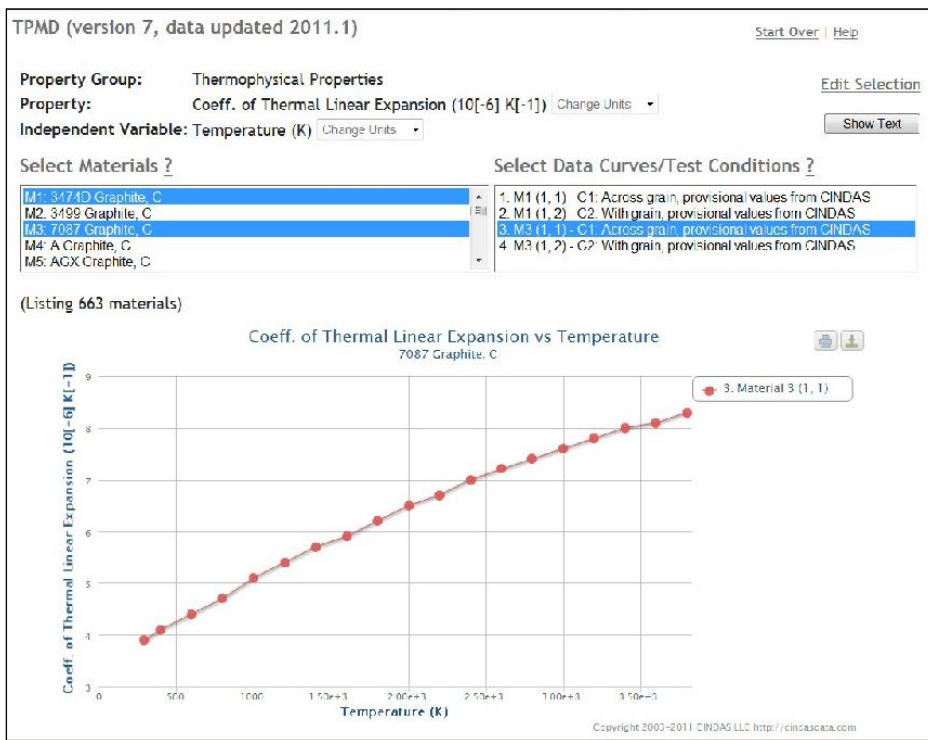 TPMD (version 7, data updated 2011.1)
Start Over | Help
Property Group: Thermophysical Properties
Edit Selection
Property: Coeff. of Thermal Linear Expansion (10[-6] K[-1]) Change Units
Independent Variable: Temperature (K) Change Units
Show Text
Select Materials ?
M1: 3474D Graphite, C
M2: 3499 Graphite, C
M3: 7087 Graphite, C
M4: A Graphite, C
M5: AGX Graphite, C
Select Data Curves/Test Conditions ?
1. M1 (1, 1) - C1: Across grain, provisional values from CINDAS
2. M1 (1, 2) - C2: With grain, provisional values from CINDAS
3. M3 (1, 1) - C1: Across grain, provisional values from CINDAS
4. M3 (1, 2) - C2: With grain, provisional values from CINDAS
(Listing 663 materials)
Coeff. of Thermal Linear Expansion vs Temperature
7087 Graphite, C
3. Material 3 (1, 1)
Coeff. of Thermal Linear Expansion (10[-6] K[-1])
9
8
7
6
5
4
3
0 500 1000 1.50e+3 2.00e+3 2.50e+3 3.00e+3 3.50e+3
Temperature (K)
Copyright 2003-2011 CINDAS LLC http://cindasdata.com